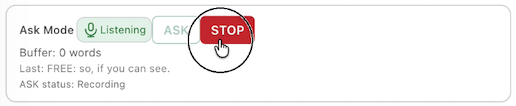 Ask Mode Listening ASK STOP
Buffer: 0 words
Last: FREE: so, if you can see.
ASK status: Recording